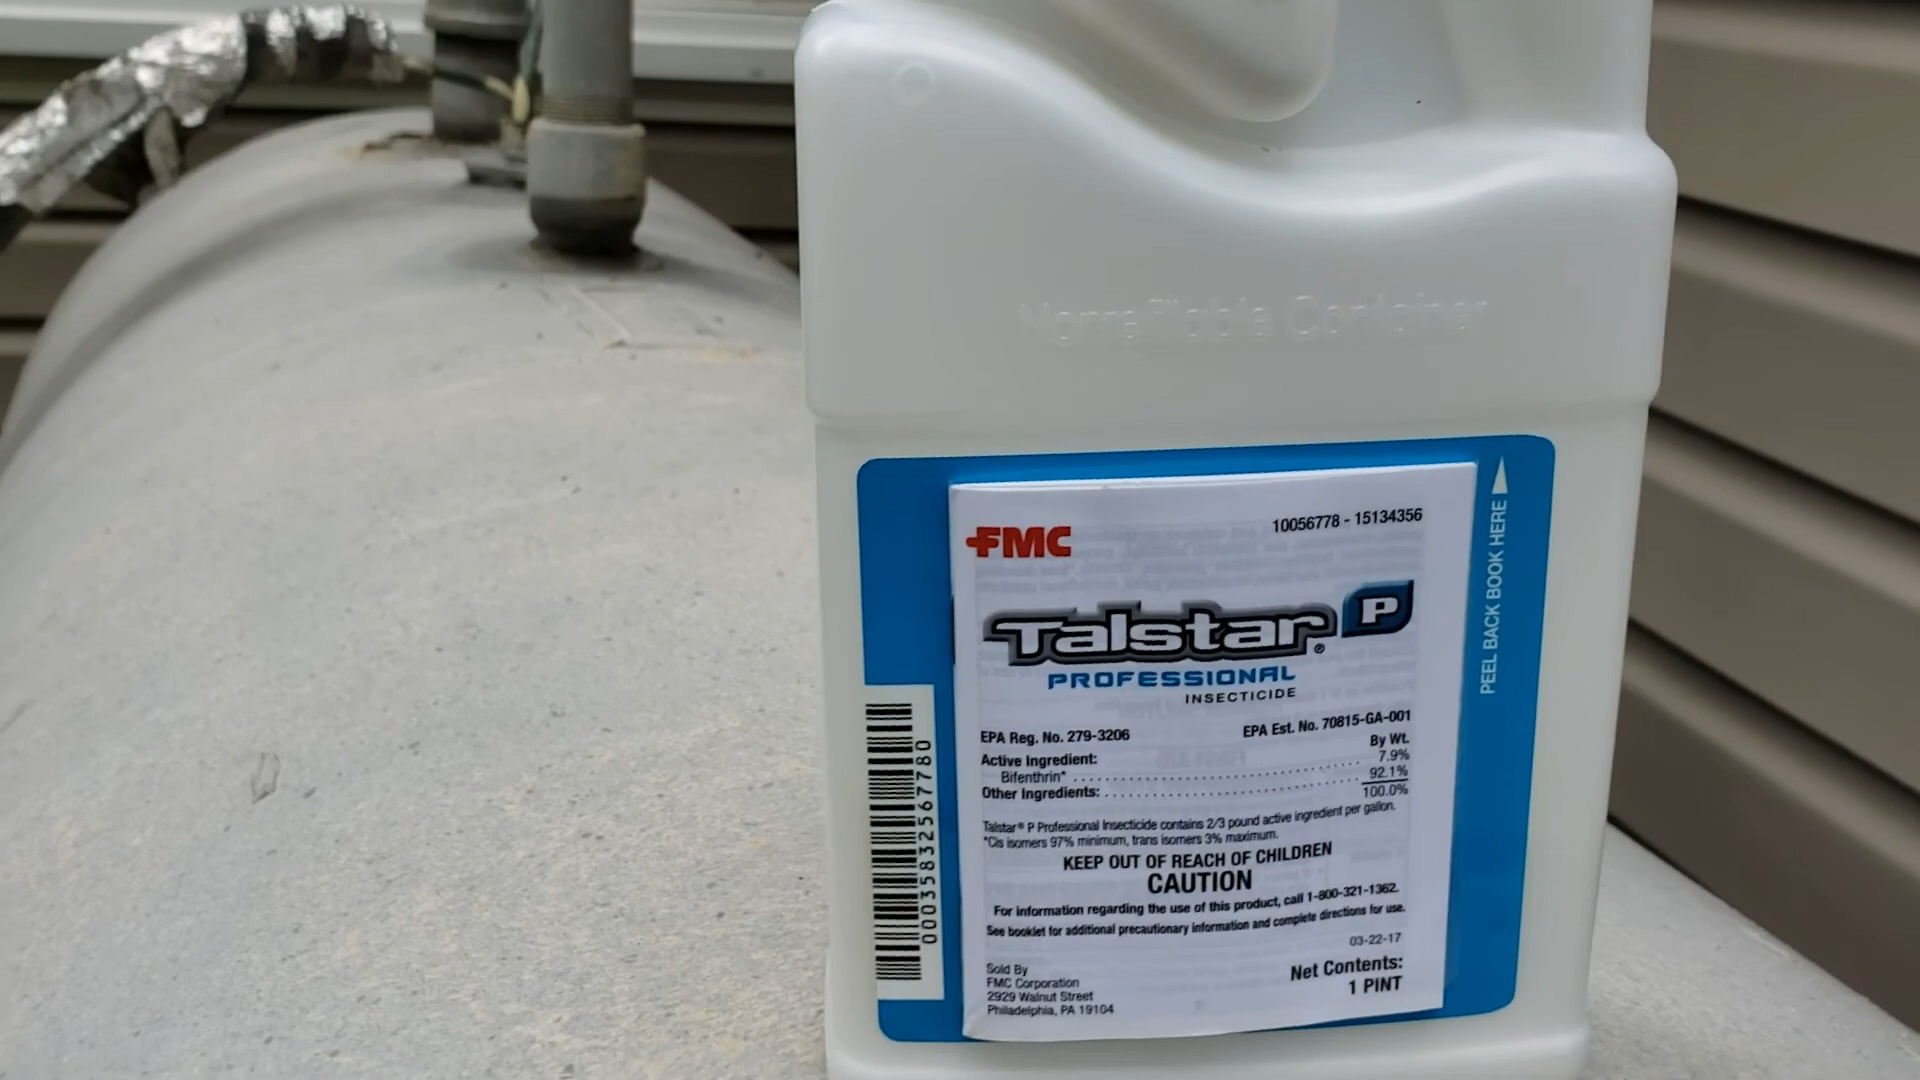 Nonrefillable Container
PEEL BACK BOOK HERE
FMC
10056778 - 15134356
Talstar® P
PROFESSIONAL
INSECTICIDE
EPA Reg. No. 279-3206
EPA Est. No. 70815-GA-001
By Wt.
Active Ingredient:
Bifenthrin* . . . . . . . . . . . . . . . . . . . . 7.9%
Other Ingredients: . . . . . . . . . . . . . . . . . . . . 92.1%
100.0%
Talstar® P Professional Insecticide contains 2/3 pound active ingredient per gallon.
*Cis isomers 97% minimum, trans isomers 3% maximum.
KEEP OUT OF REACH OF CHILDREN
CAUTION
For information regarding the use of this product, call 1-800-321-1362.
See booklet for additional precautionary information and complete directions for use.
03-22-17
Sold By
FMC Corporation
2929 Walnut Street
Philadelphia, PA 19104
Net Contents:
1 PINT
000358325677​80